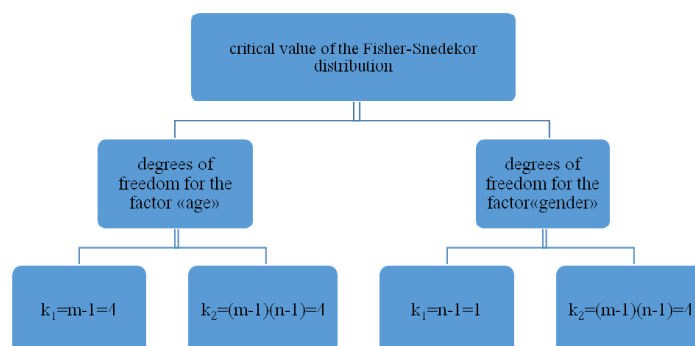 critical value of the Fisher-Snedekor
distribution
degrees of
freedom for the
factor «age»
degrees of
freedom for the
factor«gender»
k₁=m-1=4
k₂=(m-1)(n-1)=4
k₁=n-1=1
k₂=(m-1)(n-1)=4